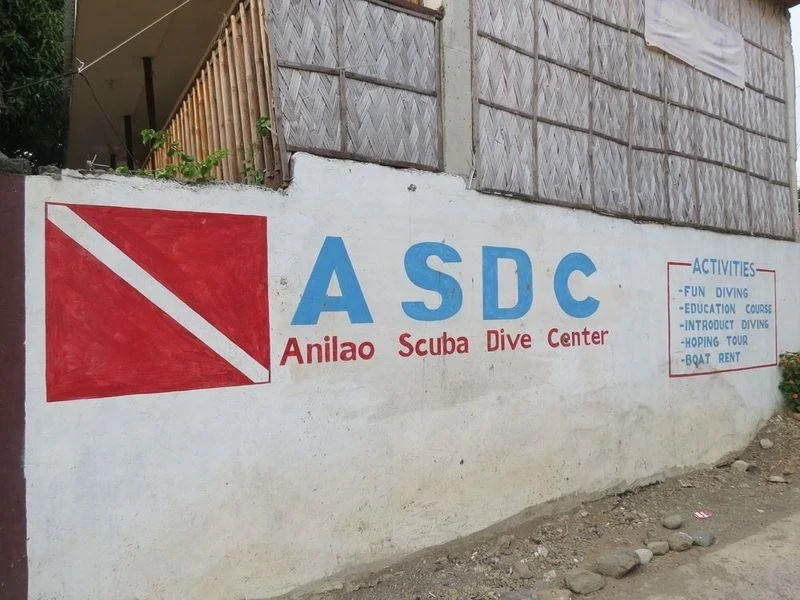 ASDC
Anilao Scuba Dive Center
ACTIVITIES
-FUN DIVING
-EDUCATION COURSE
-INTRODUCT DIVING
-HOPING TOUR
-BOAT RENT